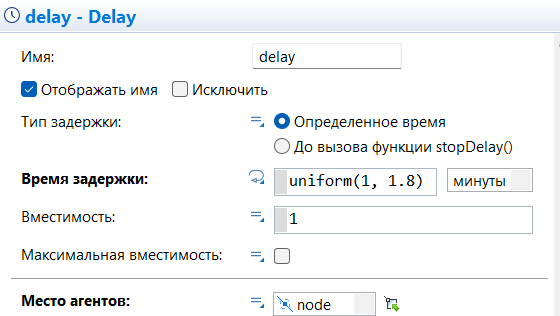 delay - Delay
Имя: delay
Отображать имя Исключить
Тип задержки: Определенное время
До вызова функции stopDelay()
Время задержки: uniform(1, 1.8) минуты
Вместимость: 1
Максимальная вместимость:
Место агентов: node